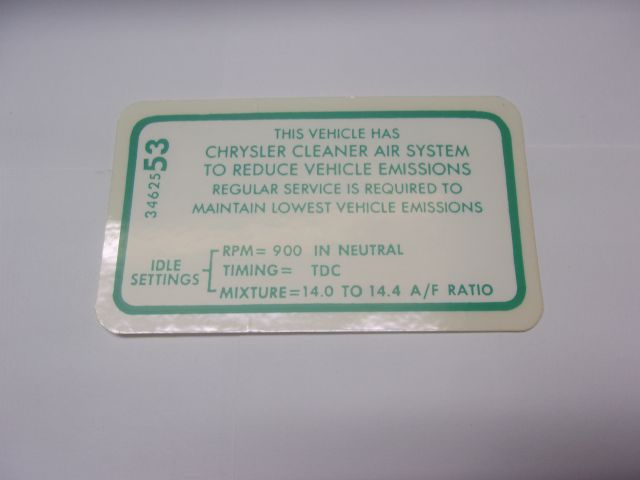 THIS VEHICLE HAS
CHRYSLER CLEANER AIR SYSTEM
TO REDUCE VEHICLE EMISSIONS
REGULAR SERVICE IS REQUIRED TO
MAINTAIN LOWEST VEHICLE EMISSIONS
3462553
IDLE
SETTINGS
RPM= 900 IN NEUTRAL
TIMING= TDC
MIXTURE=14.0 TO 14.4 A/F RATIO